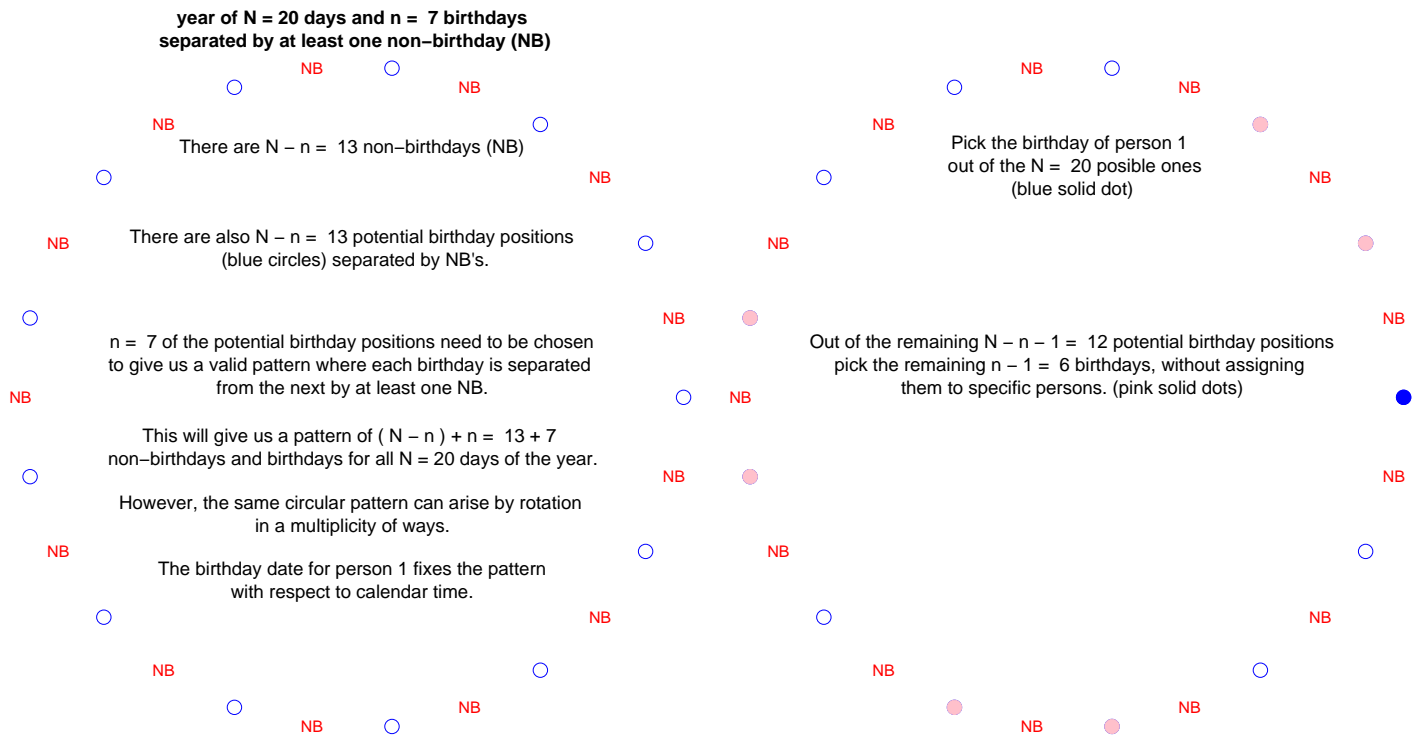 year of N = 20 days and n = 7 birthdays
separated by at least one non−birthday (NB)
NB
NB
NB
There are N − n = 13 non−birthdays (NB)
NB
There are also N − n = 13 potential birthday positions
(blue circles) separated by NB's.
NB
NB
n = 7 of the potential birthday positions need to be chosen
to give us a valid pattern where each birthday is separated
from the next by at least one NB.
NB
This will give us a pattern of ( N − n ) + n = 13 + 7
non−birthdays and birthdays for all N = 20 days of the year.
NB
However, the same circular pattern can arise by rotation
in a multiplicity of ways.
NB
The birthday date for person 1 fixes the pattern
with respect to calendar time.
NB
NB
NB
NB
NB
NB
NB
Pick the birthday of person 1
out of the N = 20 posible ones
(blue solid dot)
NB
NB
NB
Out of the remaining N − n − 1 = 12 potential birthday positions
pick the remaining n − 1 = 6 birthdays, without assigning
them to specific persons. (pink solid dots)
NB
NB
NB
NB
NB
NB
NB